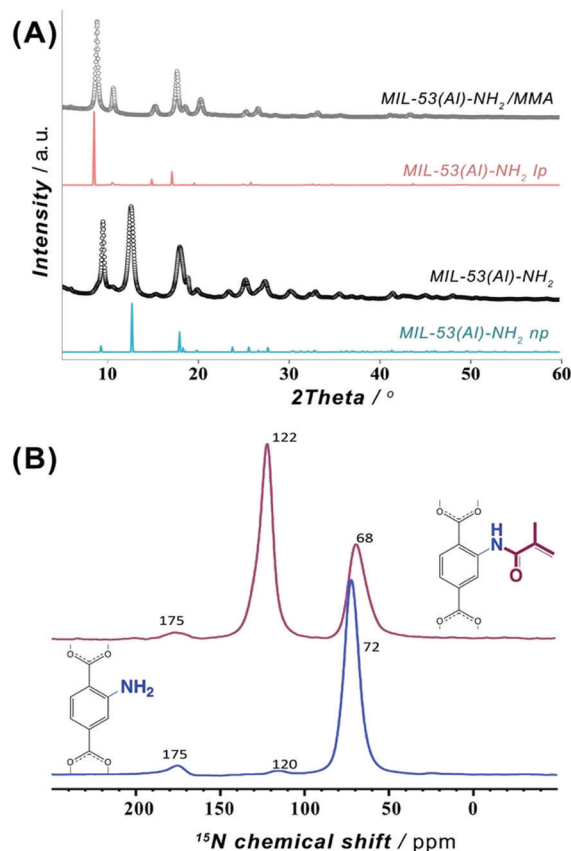 (A)
MIL-53(Al)-NH₂/MMA
MIL-53(Al)-NH₂ lp
MIL-53(Al)-NH₂
MIL-53(Al)-NH₂ np
Intensity / a.u.
10 20 30 40 50 60
2Theta / °
(B)
122
68
175
72
175
120
O O
H
N
O
O O
O O
NH₂
O O
200 150 100 50 0
¹⁵N chemical shift / ppm